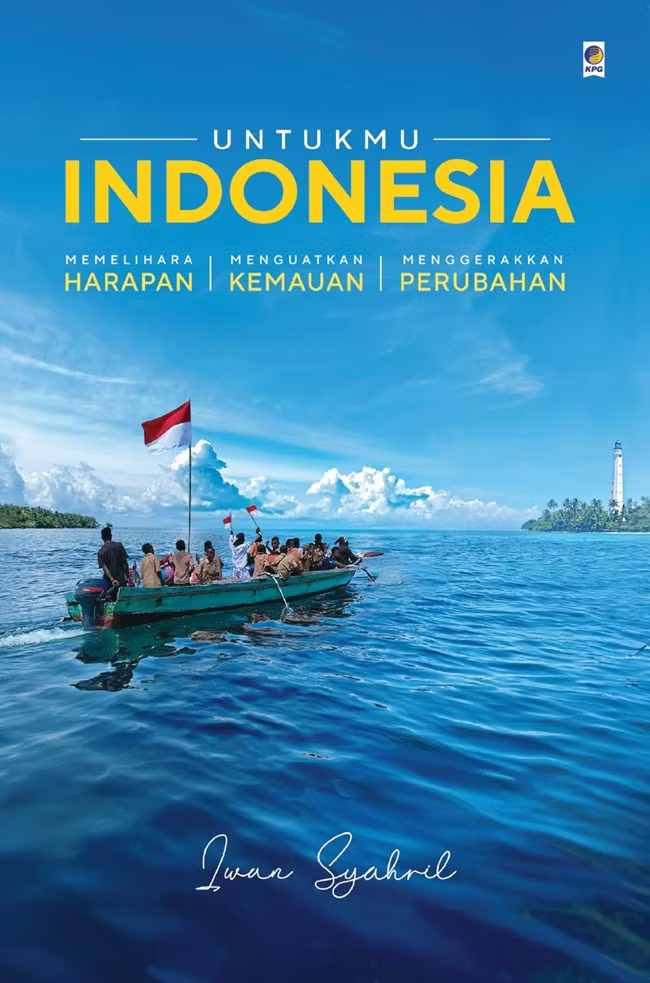 KPG
UNTUKMU
INDONESIA
MEMELIHARA
HARAPAN
MENGUATKAN
KEMAUAN
MENGGERAKKAN
PERUBAHAN
Iwan Syahril